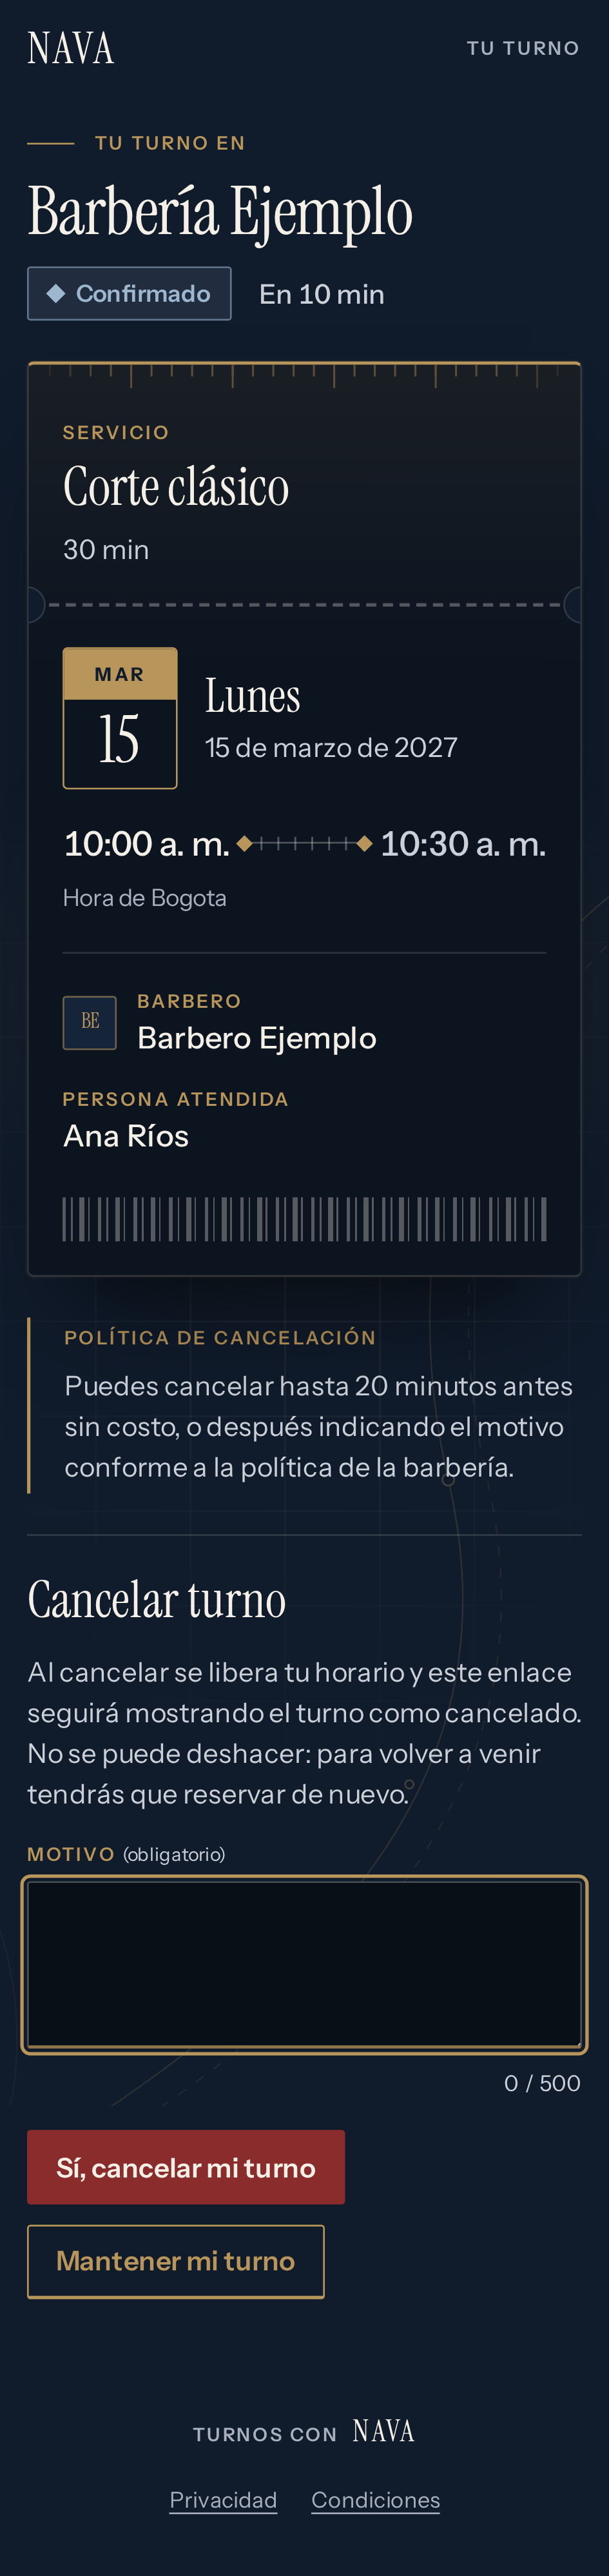 NAVA
TU TURNO
TU TURNO EN
Barbería Ejemplo
Confirmado
En 10 min
SERVICIO
Corte clásico
30 min
MAR
15
Lunes
15 de marzo de 2027
10:00 a. m.
10:30 a. m.
Hora de Bogota
BE
BARBERO
Barbero Ejemplo
PERSONA ATENDIDA
Ana Ríos
POLÍTICA DE CANCELACIÓN
Puedes cancelar hasta 20 minutos antes
sin costo, o después indicando el motivo
conforme a la política de la barbería.
Cancelar turno
Al cancelar se libera tu horario y este enlace
seguirá mostrando el turno como cancelado.
No se puede deshacer: para volver a venir
tendrás que reservar de nuevo.
MOTIVO (obligatorio)
0 / 500
Sí, cancelar mi turno
Mantener mi turno
TURNOS CON NAVA
Privacidad
Condiciones